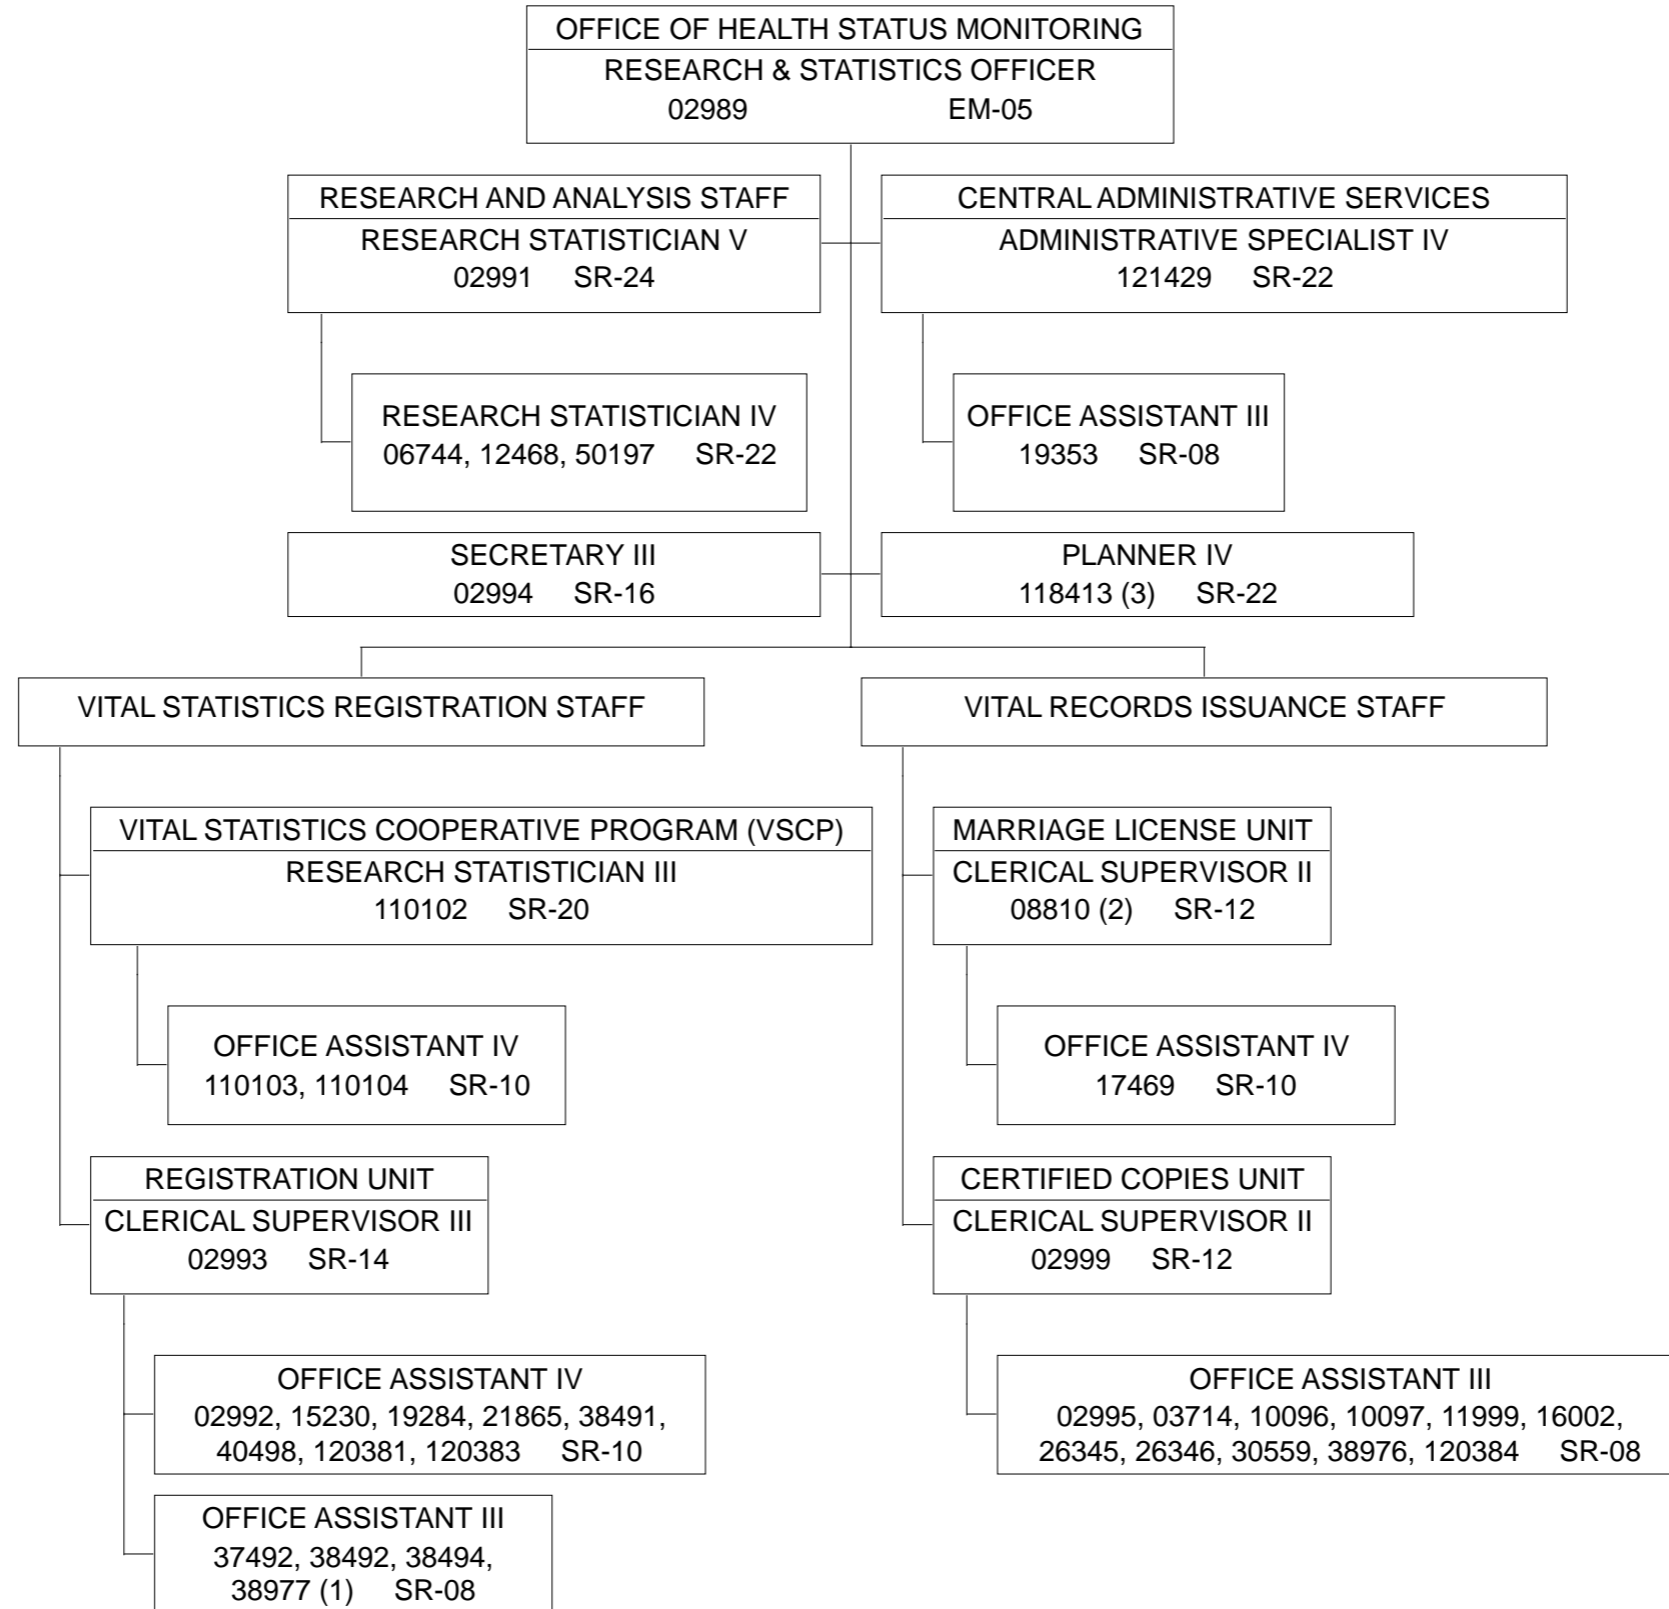 OFFICE OF HEALTH STATUS MONITORING
RESEARCH & STATISTICS OFFICER
02989 EM-05
RESEARCH AND ANALYSIS STAFF
RESEARCH STATISTICIAN V
02991 SR-24
CENTRAL ADMINISTRATIVE SERVICES
ADMINISTRATIVE SPECIALIST IV
121429 SR-22
RESEARCH STATISTICIAN IV
06744, 12468, 50197 SR-22
OFFICE ASSISTANT III
19353 SR-08
SECRETARY III
02994 SR-16
PLANNER IV
118413 (3) SR-22
VITAL STATISTICS REGISTRATION STAFF
VITAL RECORDS ISSUANCE STAFF
VITAL STATISTICS COOPERATIVE PROGRAM (VSCP)
RESEARCH STATISTICIAN III
110102 SR-20
MARRIAGE LICENSE UNIT
CLERICAL SUPERVISOR II
08810 (2) SR-12
OFFICE ASSISTANT IV
110103, 110104 SR-10
OFFICE ASSISTANT IV
17469 SR-10
REGISTRATION UNIT
CLERICAL SUPERVISOR III
02993 SR-14
CERTIFIED COPIES UNIT
CLERICAL SUPERVISOR II
02999 SR-12
OFFICE ASSISTANT IV
02992, 15230, 19284, 21865, 38491,
40498, 120381, 120383 SR-10
OFFICE ASSISTANT III
02995, 03714, 10096, 10097, 11999, 16002,
26345, 26346, 30559, 38976, 120384 SR-08
OFFICE ASSISTANT III
37492, 38492, 38494,
38977 (1) SR-08